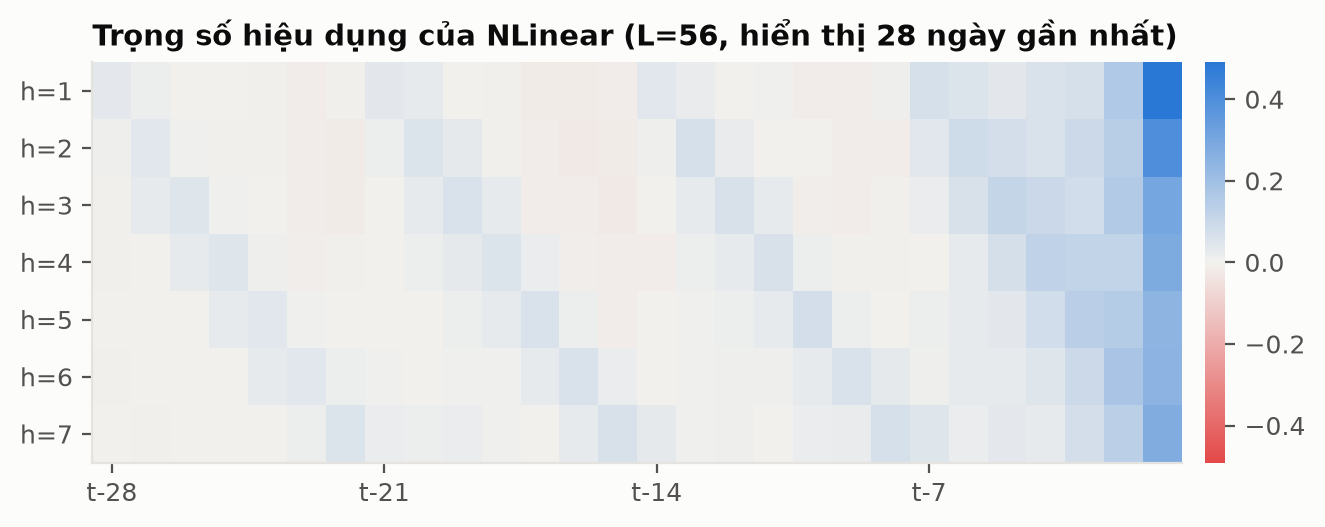 Trọng số hiệu dụng của NLinear (L=56, hiển thị 28 ngày gần nhất)
h=1
h=2
h=3
h=4
h=5
h=6
h=7
t-28
t-21
t-14
t-7
0.4
0.2
0.0
−0.2
−0.4